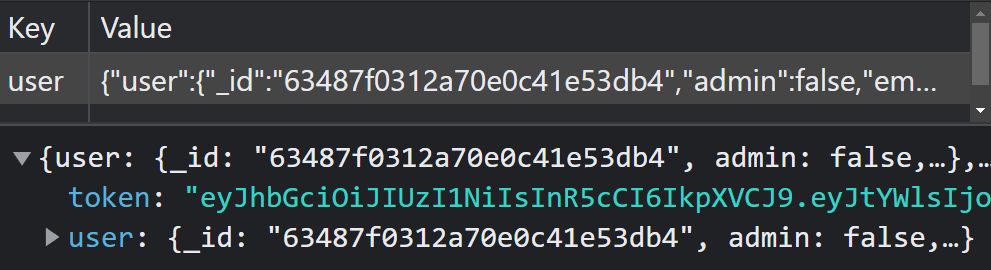 Key Value
user {"user":{"_id":"63487f0312a70e0c41e53db4","admin":false,"em...
{user: {_id: "63487f0312a70e0c41e53db4", admin: false,…},…
token: "eyJhbGciOiJIUzI1NiIsInR5cCI6IkpXVCJ9.eyJtYWlsIjo
user: {_id: "63487f0312a70e0c41e53db4", admin: false,…}